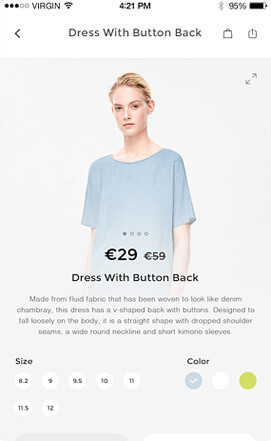 VIRGIN 4:21 PM 95%
Dress With Button Back
€29 €59
Dress With Button Back
Made from fluid fabric that has been woven to look like denim
chambray, this dress has a v-shaped back with buttons. Designed
to fall loosely on the body, it is a straight shape with dropped shoulder
seams, a wide round neckline and short kimono sleeves.
Size Color
8.2 9 9.5 10 11
11.5 12